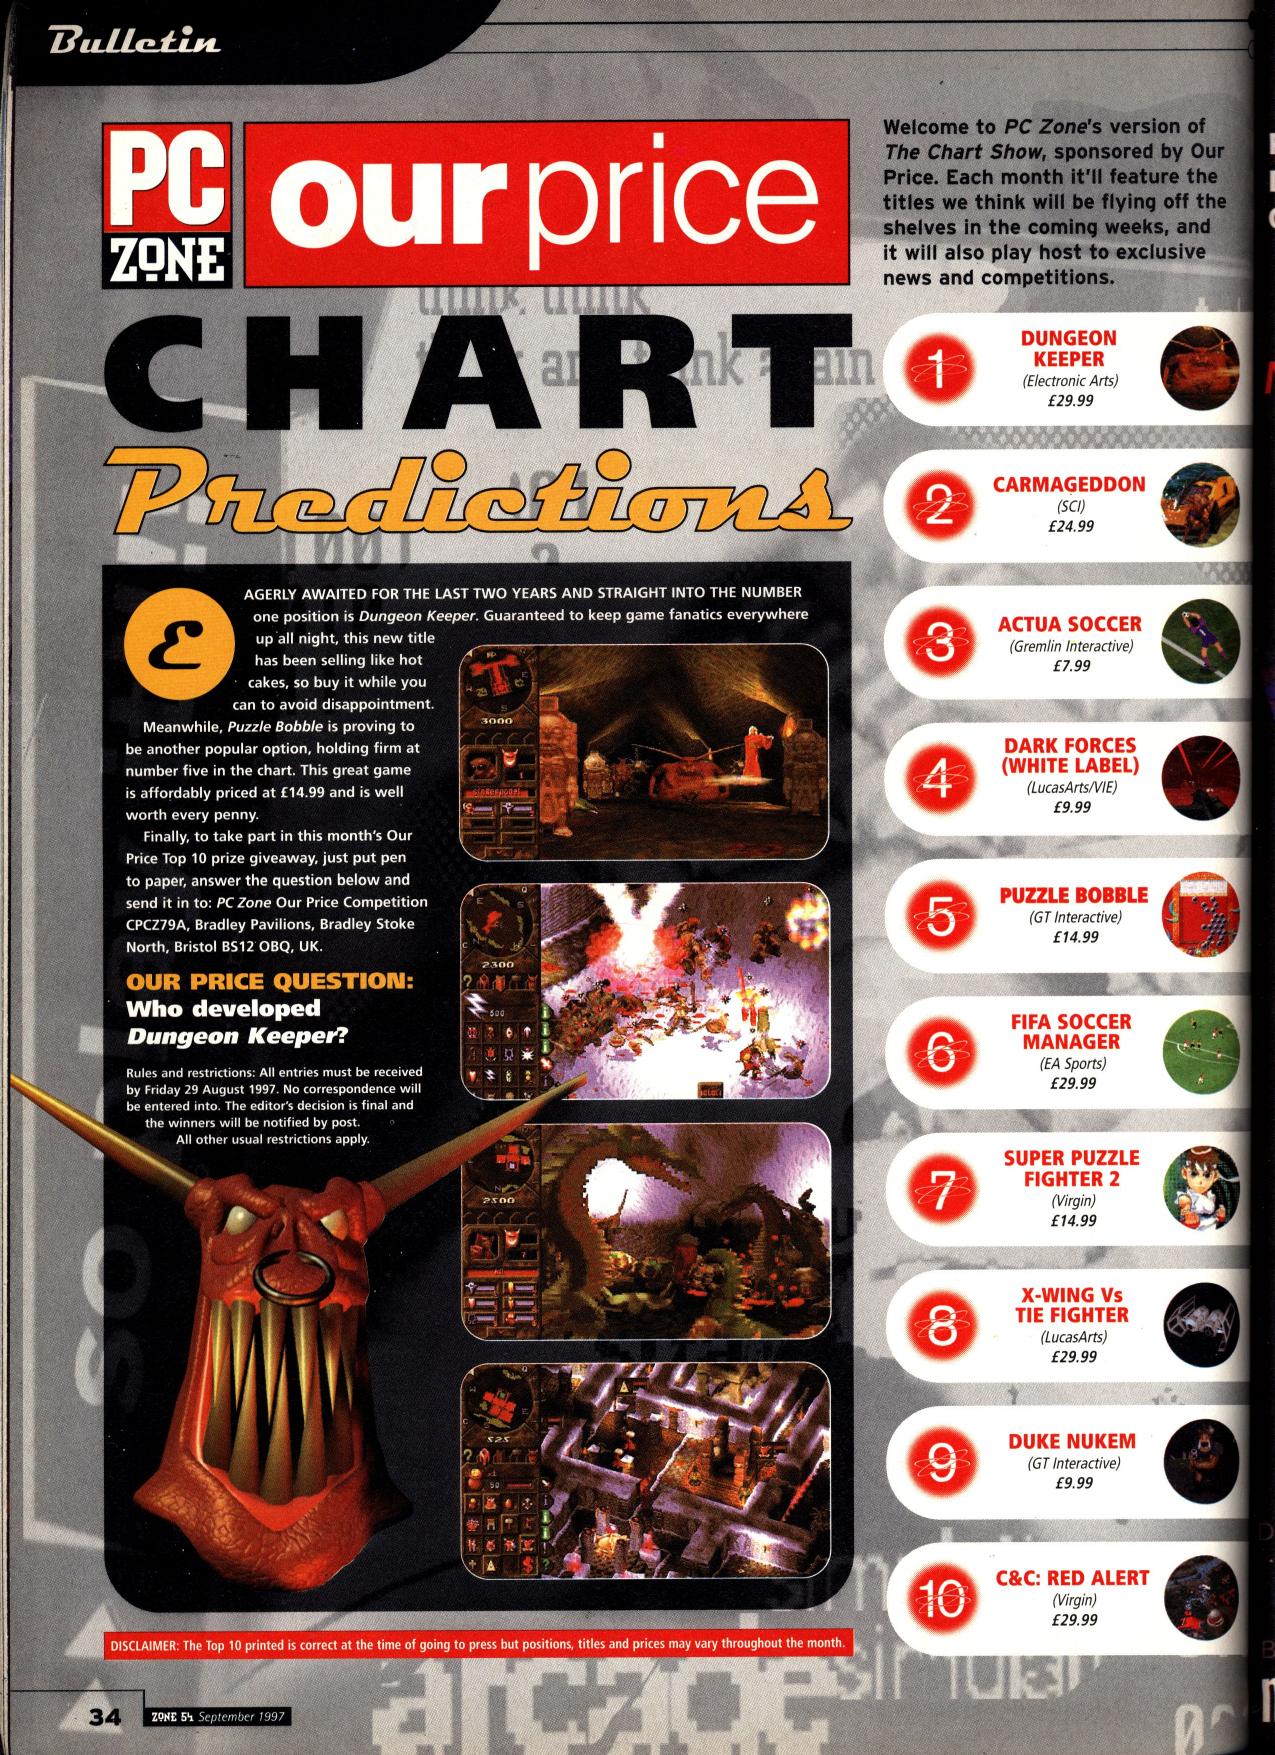 Bulletin
PC
ZONE
ourprice
CHART
Predictions
Welcome to PC Zone's version of
The Chart Show, sponsored by Our
Price. Each month it'll feature the
titles we think will be flying off the
shelves in the coming weeks, and
it will also play host to exclusive
news and competitions.
EAGERLY AWAITED FOR THE LAST TWO YEARS AND STRAIGHT INTO THE NUMBER
one position is Dungeon Keeper. Guaranteed to keep game fanatics everywhere
up all night, this new title
has been selling like hot
cakes, so buy it while you
can to avoid disappointment.
Meanwhile, Puzzle Bobble is proving to
be another popular option, holding firm at
number five in the chart. This great game
is affordably priced at £14.99 and is well
worth every penny.
Finally, to take part in this month's Our
Price Top 10 prize giveaway, just put pen
to paper, answer the question below and
send it in to: PC Zone Our Price Competition
CPCZ79A, Bradley Pavilions, Bradley Stoke
North, Bristol BS12 OBQ, UK.
OUR PRICE QUESTION:
Who developed
Dungeon Keeper?
Rules and restrictions: All entries must be received
by Friday 29 August 1997. No correspondence will
be entered into. The editor's decision is final and
the winners will be notified by post.
All other usual restrictions apply.
3000
2300
500
2500
525
50
1
DUNGEON
KEEPER
(Electronic Arts)
£29.99
2
CARMAGEDDON
(SCI)
£24.99
3
ACTUA SOCCER
(Gremlin Interactive)
£7.99
4
DARK FORCES
(WHITE LABEL)
(LucasArts/VIE)
£9.99
5
PUZZLE BOBBLE
(GT Interactive)
£14.99
6
FIFA SOCCER
MANAGER
(EA Sports)
£29.99
7
SUPER PUZZLE
FIGHTER 2
(Virgin)
£14.99
8
X-WING Vs
TIE FIGHTER
(LucasArts)
£29.99
9
DUKE NUKEM
(GT Interactive)
£9.99
10
C&C: RED ALERT
(Virgin)
£29.99
DISCLAIMER: The Top 10 printed is correct at the time of going to press but positions, titles and prices may vary throughout the month.
34 ZONE 54 September 1997